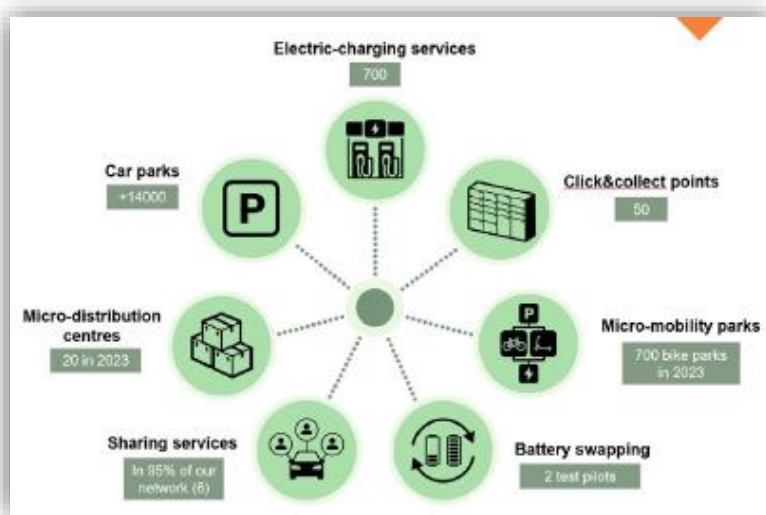 Electric-charging services
700
Car parks
+14000
P
Click&collect points
50
Micro-distribution
centres
20 in 2023
P
Micro-mobility parks
700 bike parks
in 2023
Sharing services
In 95% of our
network (6)
Battery swapping
2 test pilots